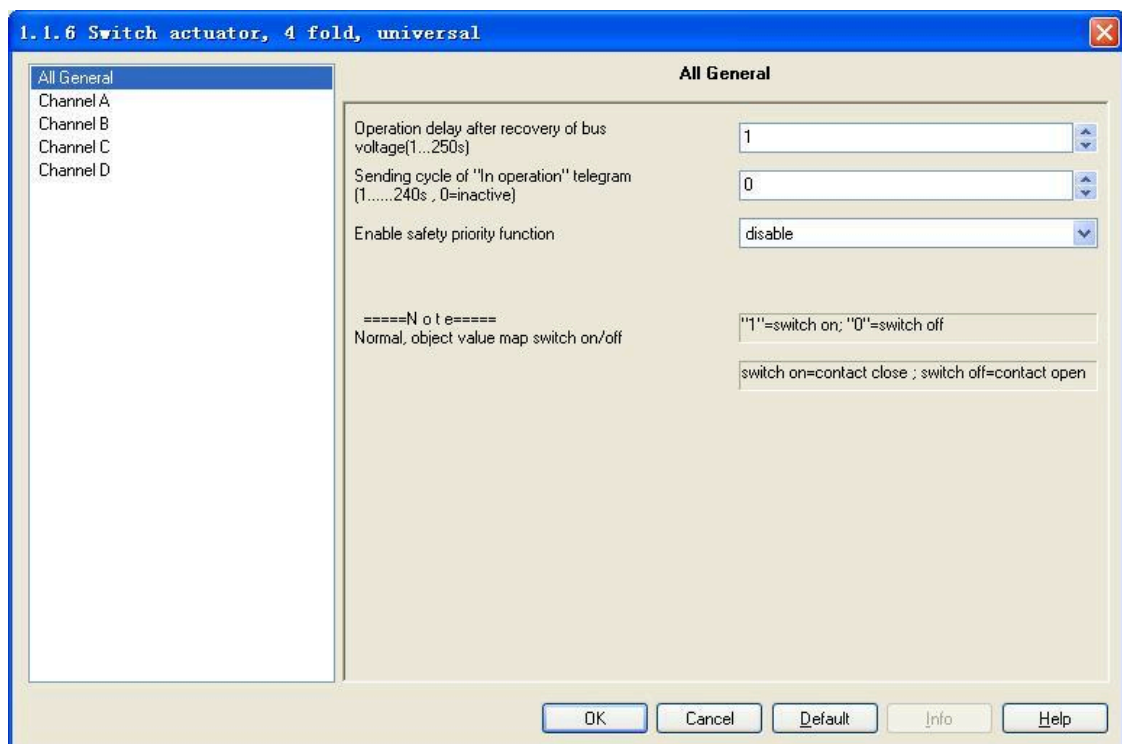 1.1.6 Switch actuator, 4 fold, universal
All General
Channel A
Channel B
Channel C
Channel D
All General
Operation delay after recovery of bus
voltage(1...250s)
1
Sending cycle of "In operation" telegram
(1......240s , 0=inactive)
0
Enable safety priority function
disable
=====N o t e=====
Normal, object value map switch on/off
"1"=switch on; "0"=switch off
switch on=contact close ; switch off=contact open
OK
Cancel
Default
Info
Help